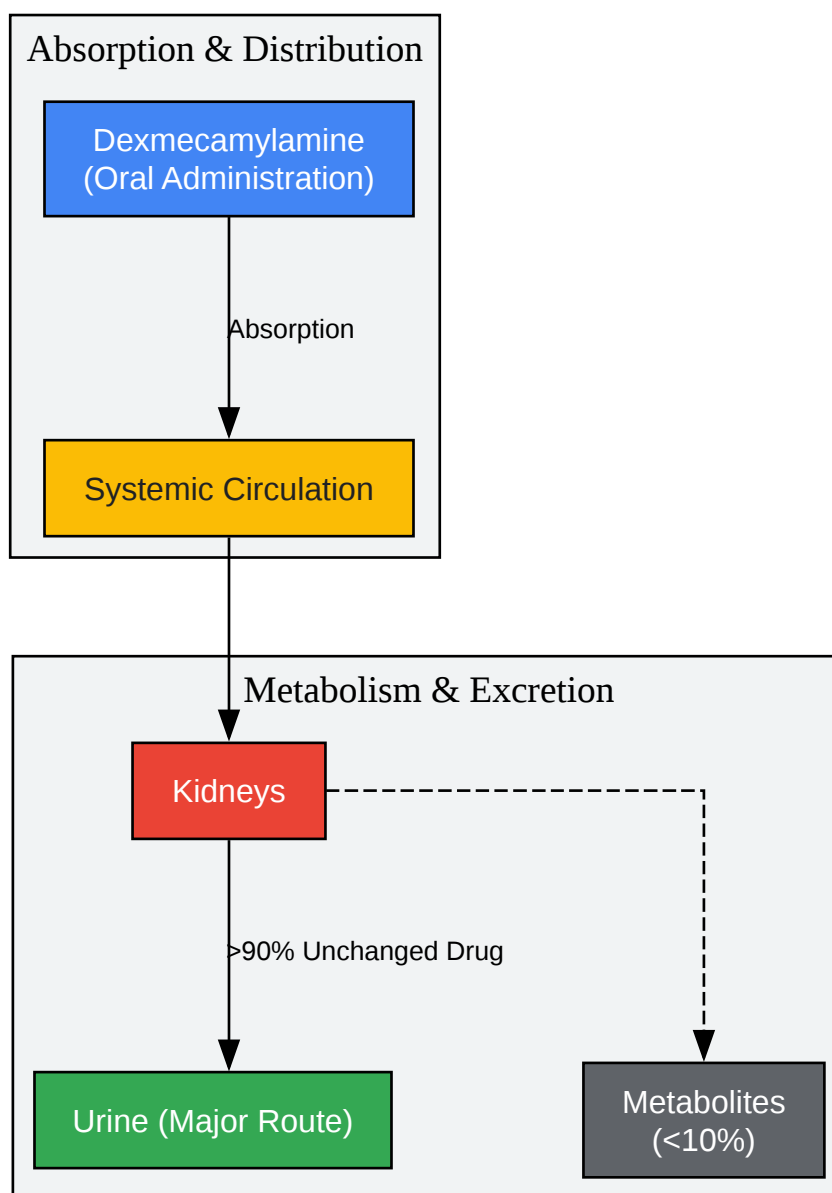 Absorption & Distribution
Dexmecamylamine
(Oral Administration)
Absorption
Systemic Circulation
Metabolism & Excretion
Kidneys
>90% Unchanged Drug
Urine (Major Route)
Metabolites
(<10%)